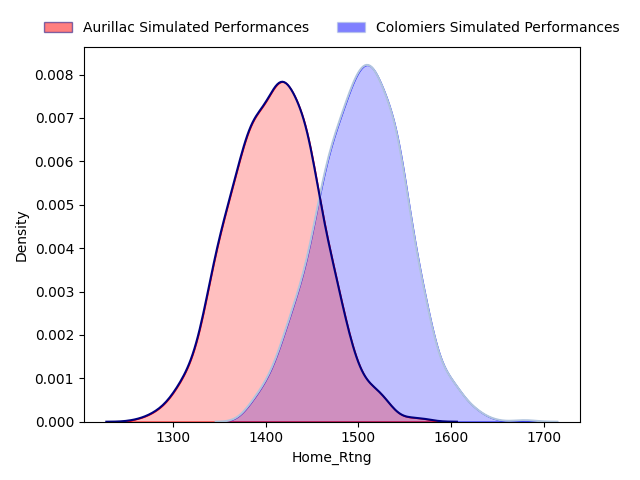 Aurillac Simulated Performances
Colomiers Simulated Performances
0.008
0.007
0.006
0.005
0.004
0.003
0.002
0.001
0.000
Density
1300 1400 1500 1600 1700
Home_Rtng